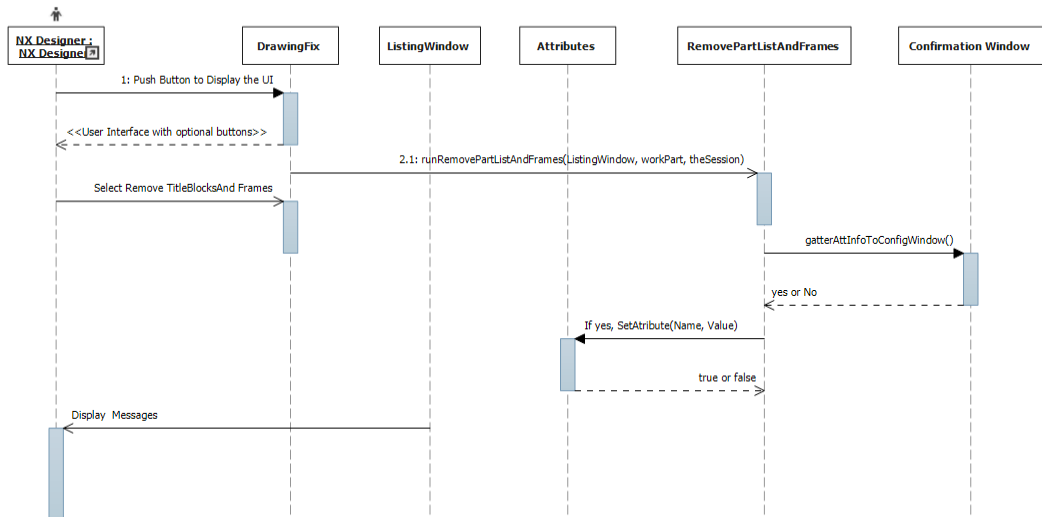 NX Designer :
NX Designer
DrawingFix
ListingWindow
Attributes
RemovePartListAndFrames
Confirmation Window
1: Push Button to Display the UI
<<User Interface with optional buttons>>
2.1: runRemovePartListAndFrames(ListingWindow, workPart, theSession)
Select Remove TitleBlocksAnd Frames
gatterAttInfoToConfigWindow()
yes or No
If yes, SetAtribute(Name, Value)
true or false
Display  Messages